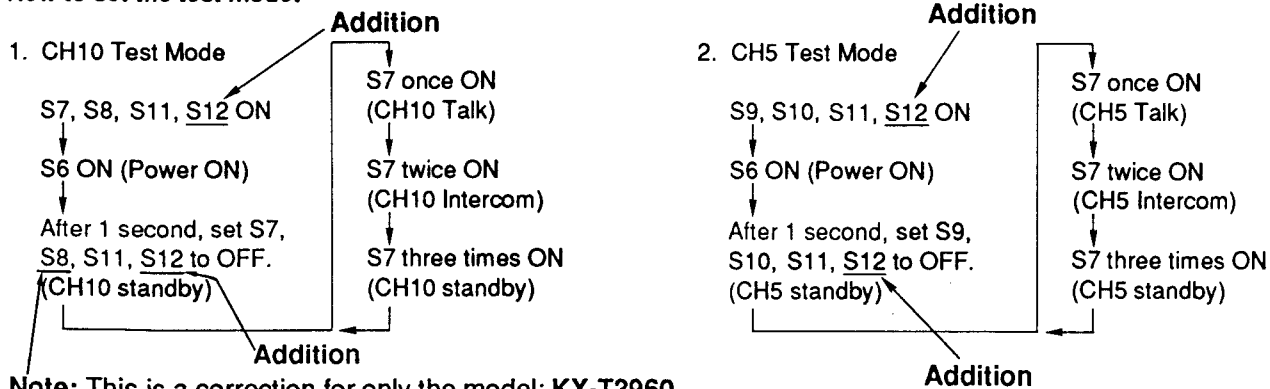 How to set the test mode.
Addition
1. CH10 Test Mode
S7, S8, S11, S12 ON
S6 ON (Power ON)
After 1 second, set S7,
S8, S11, S12 to OFF.
(CH10 standby)
S7 once ON
(CH10 Talk)
S7 twice ON
(CH10 Intercom)
S7 three times ON
(CH10 standby)
Addition
Addition
2. CH5 Test Mode
S9, S10, S11, S12 ON
S6 ON (Power ON)
After 1 second, set S9,
S10, S11, S12 to OFF.
(CH5 standby)
S7 once ON
(CH5 Talk)
S7 twice ON
(CH5 Intercom)
S7 three times ON
(CH5 standby)
Addition
Note: This is a correction for only the model: KX-T2960